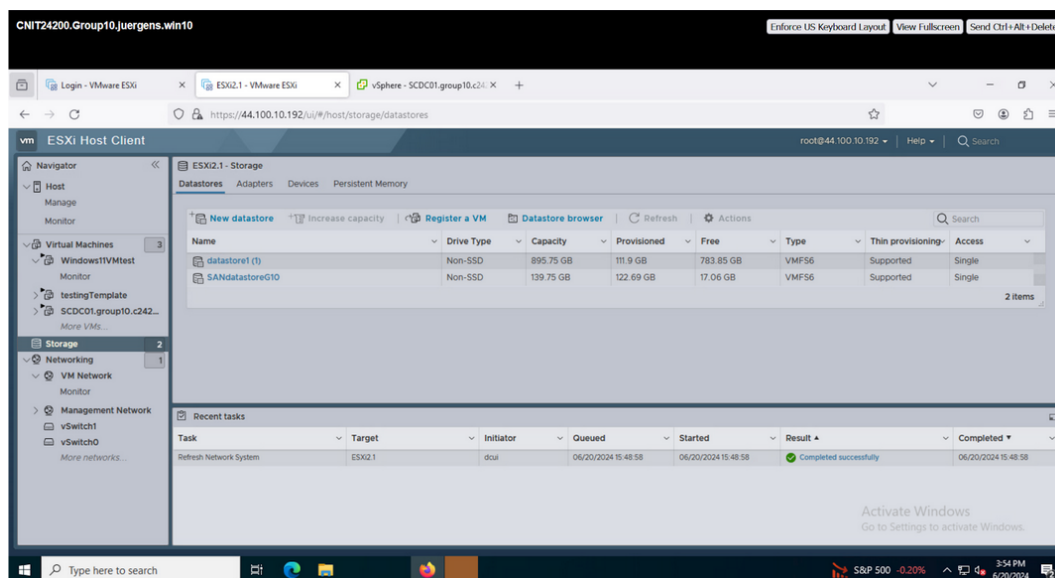 CNIT24200.Group10.juergens.win10
Enforce US Keyboard Layout View Fullscreen Send Ctrl+Alt+Delete
Login - VMware ESXi ESXi2.1 - VMware ESXi vSphere - SCDC01.group10.c24
https://44.100.10.192/ui/#/host/storage/datastores
vm ESXi Host Client root@44.100.10.192 Help Search
Navigator
Host
Manage
Monitor
Virtual Machines 3
Windows11VMtest
Monitor
testingTemplate
SCDC01.group10.c242...
More VMs...
Storage 2
Networking 1
VM Network
Monitor
Management Network
vSwitch1
vSwitch0
More networks...
ESXi2.1 - Storage
Datastores Adapters Devices Persistent Memory
New datastore Increase capacity Register a VM Datastore browser Refresh Actions Search
Name Drive Type Capacity Provisioned Free Type Thin provisioning Access
datastore1 (1) Non-SSD 895.75 GB 111.9 GB 783.85 GB VMFS6 Supported Single
SANdatastoreG10 Non-SSD 139.75 GB 122.69 GB 17.06 GB VMFS6 Supported Single
2 items
Recent tasks
Task Target Initiator Queued Started Result Completed
Refresh Network System ESXi2.1 dcui 06/20/2024 15:48:58 06/20/2024 15:48:58 Completed successfully 06/20/2024 15:48:58
Activate Windows
Go to Settings to activate Windows.
Type here to search S&P 500 -0.20% 3:54 PM
6/20/2024